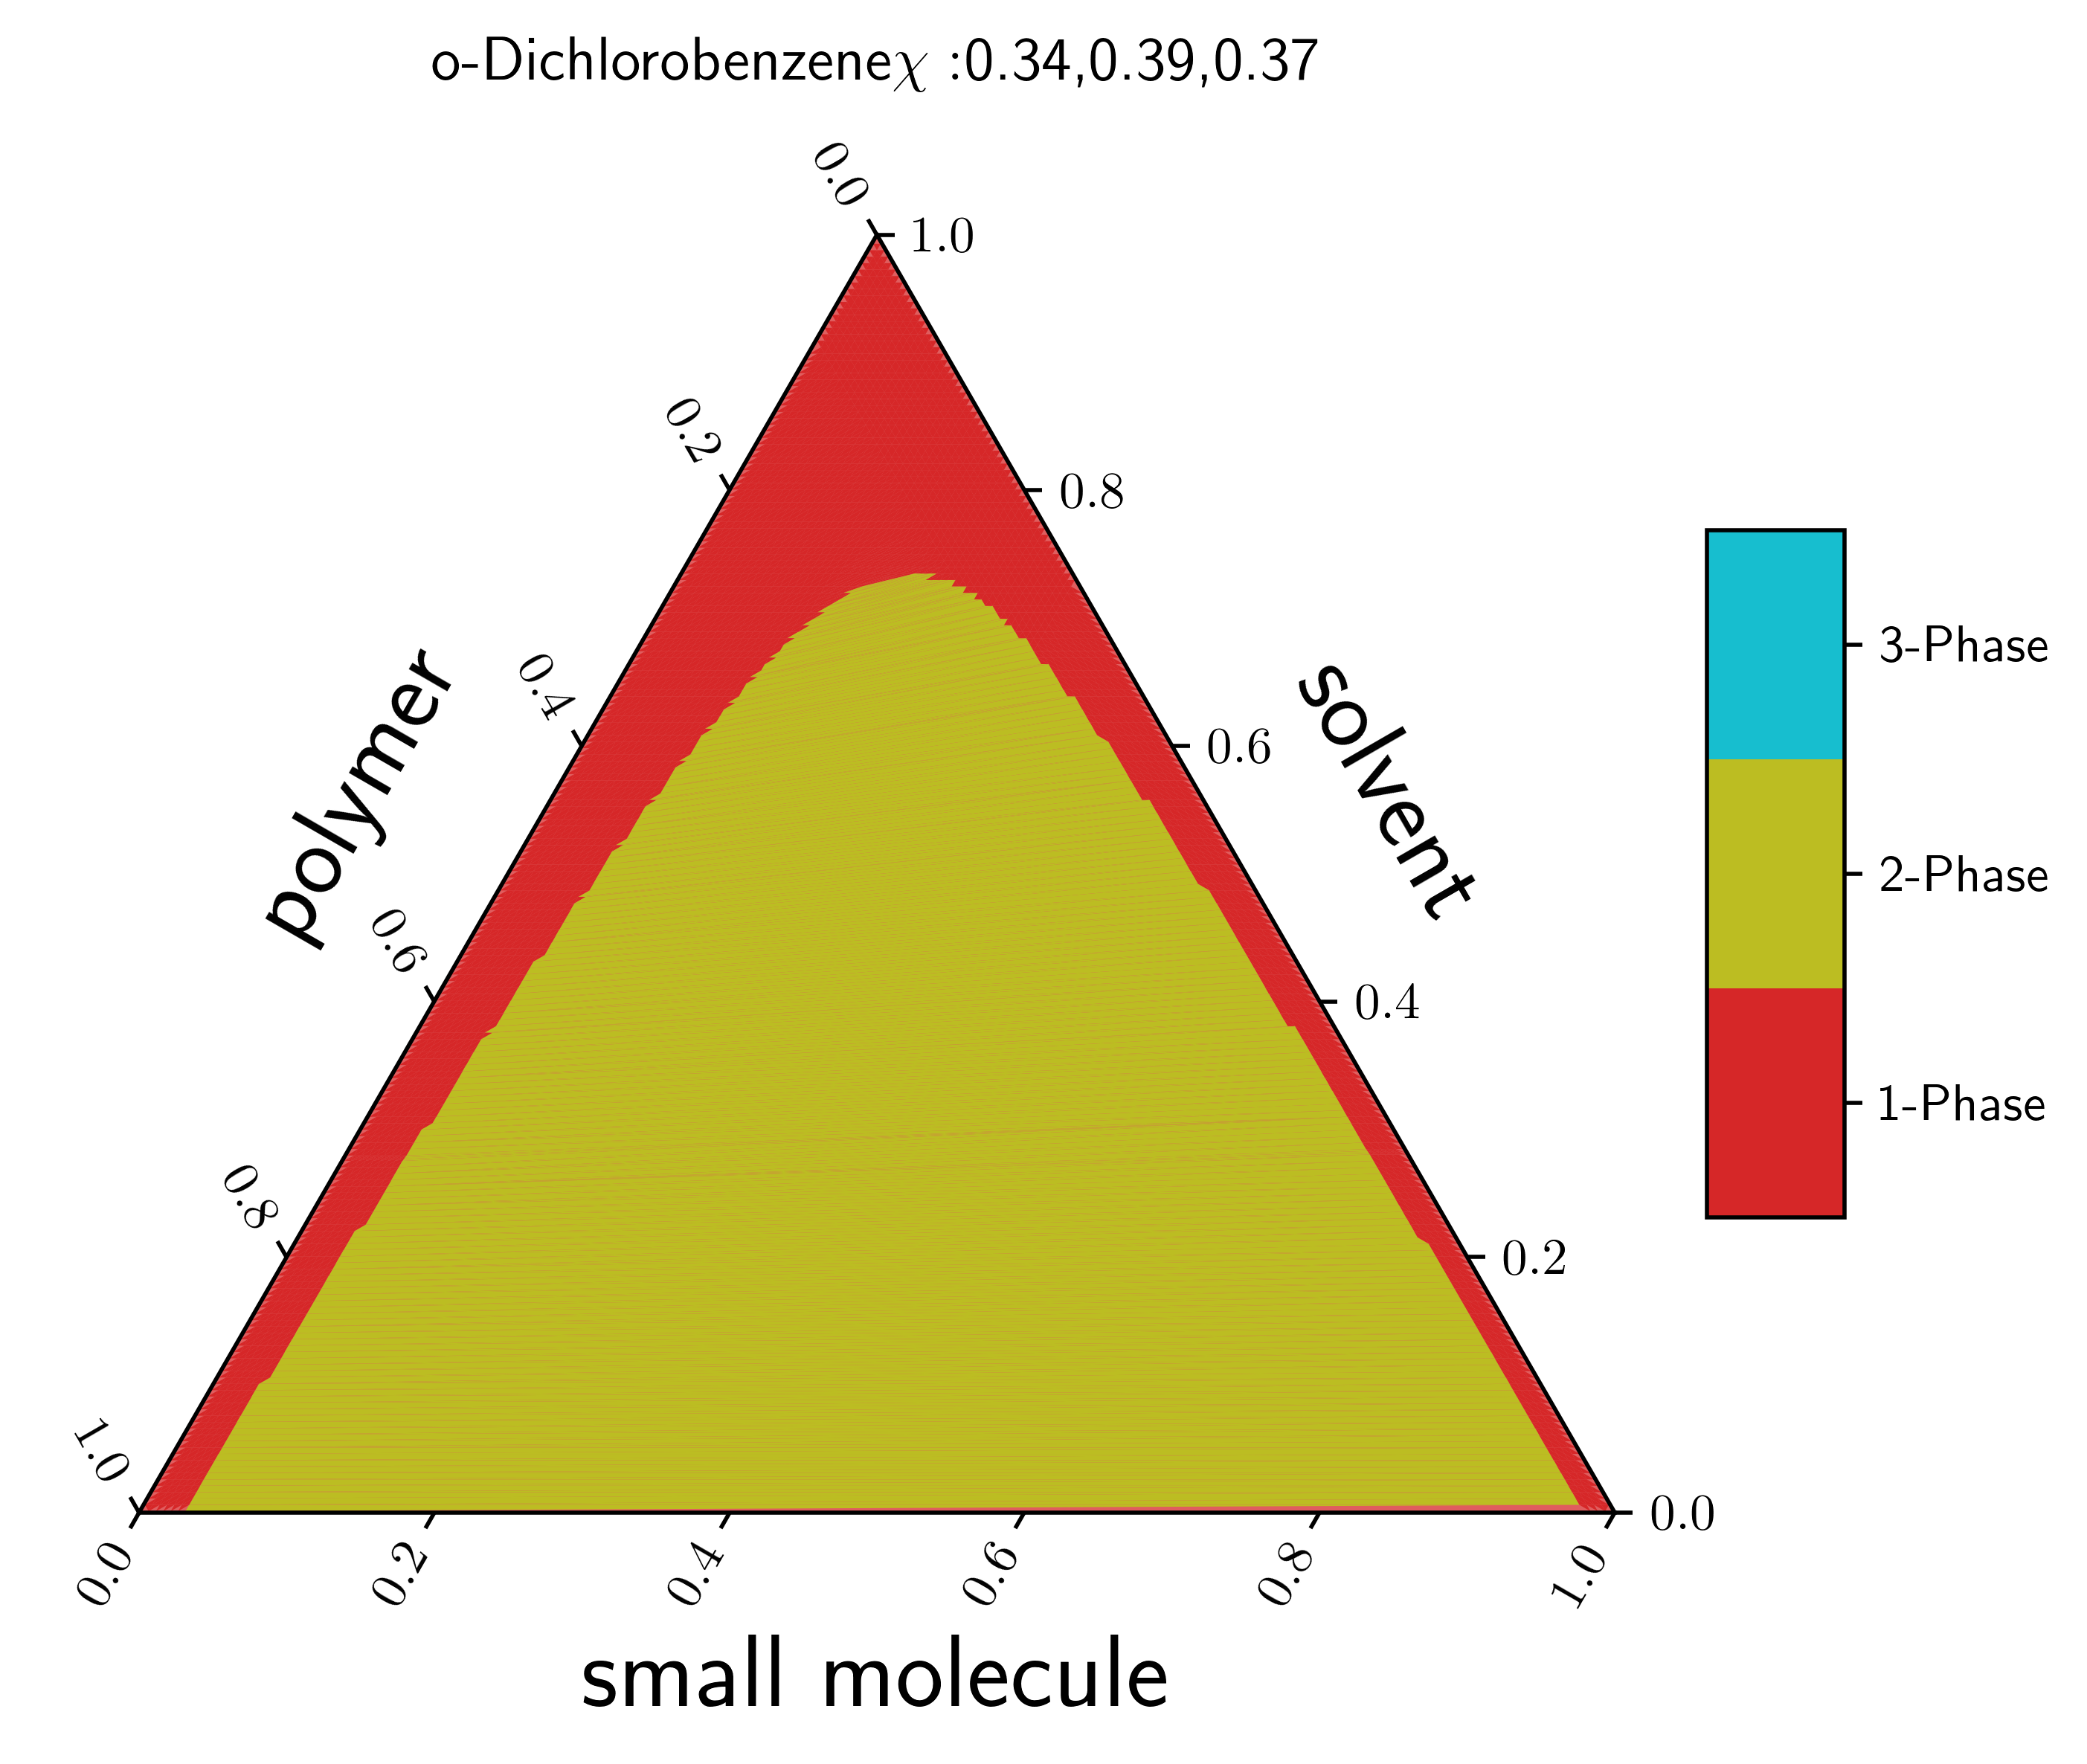 o-Dichlorobenzeneχ :0.34,0.39,0.37
0.0
1.0
0.2
0.8
0.4
0.6
0.6
0.4
0.8
0.2
1.0
0.0
polymer
solvent
3-Phase
2-Phase
1-Phase
0.0 0.2 0.4 0.6 0.8 1.0
small molecule